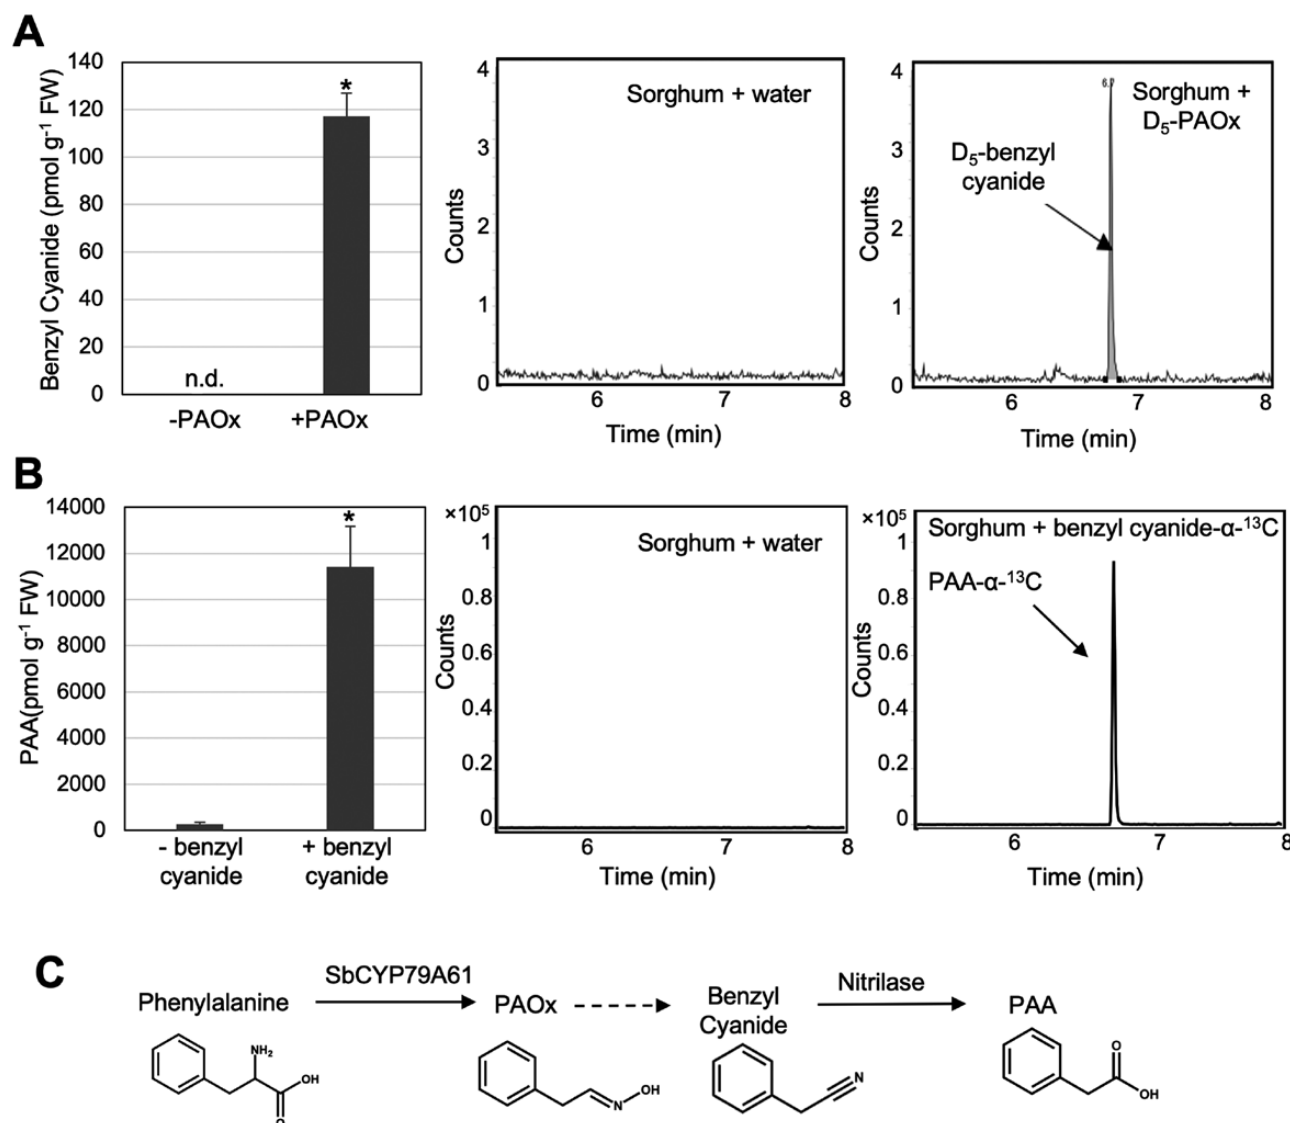 A
Benzyl Cyanide (pmol g⁻¹ FW)
140
120
100
80
60
40
20
0
*
n.d.
-PAOx
+PAOx
Sorghum + water
Counts
4
3
2
1
0
6
7
8
Time (min)
Sorghum +
D₅-PAOx
D₅-benzyl
cyanide
Counts
4
3
2
1
0
6
7
8
Time (min)
B
PAA(pmol g⁻¹ FW)
14000
12000
10000
8000
6000
4000
2000
0
*
- benzyl
cyanide
+ benzyl
cyanide
×10⁵
Sorghum + water
Counts
1
0.8
0.6
0.4
0.2
0
6
7
8
Time (min)
×10⁵
Sorghum + benzyl cyanide-α-¹³C
PAA-α-¹³C
Counts
1
0.8
0.6
0.4
0.2
0
6
7
8
Time (min)
C
Phenylalanine
SbCYP79A61
PAOx
Benzyl
Cyanide
Nitrilase
PAA
NH₂
OH
O
N
OH
N
O
OH